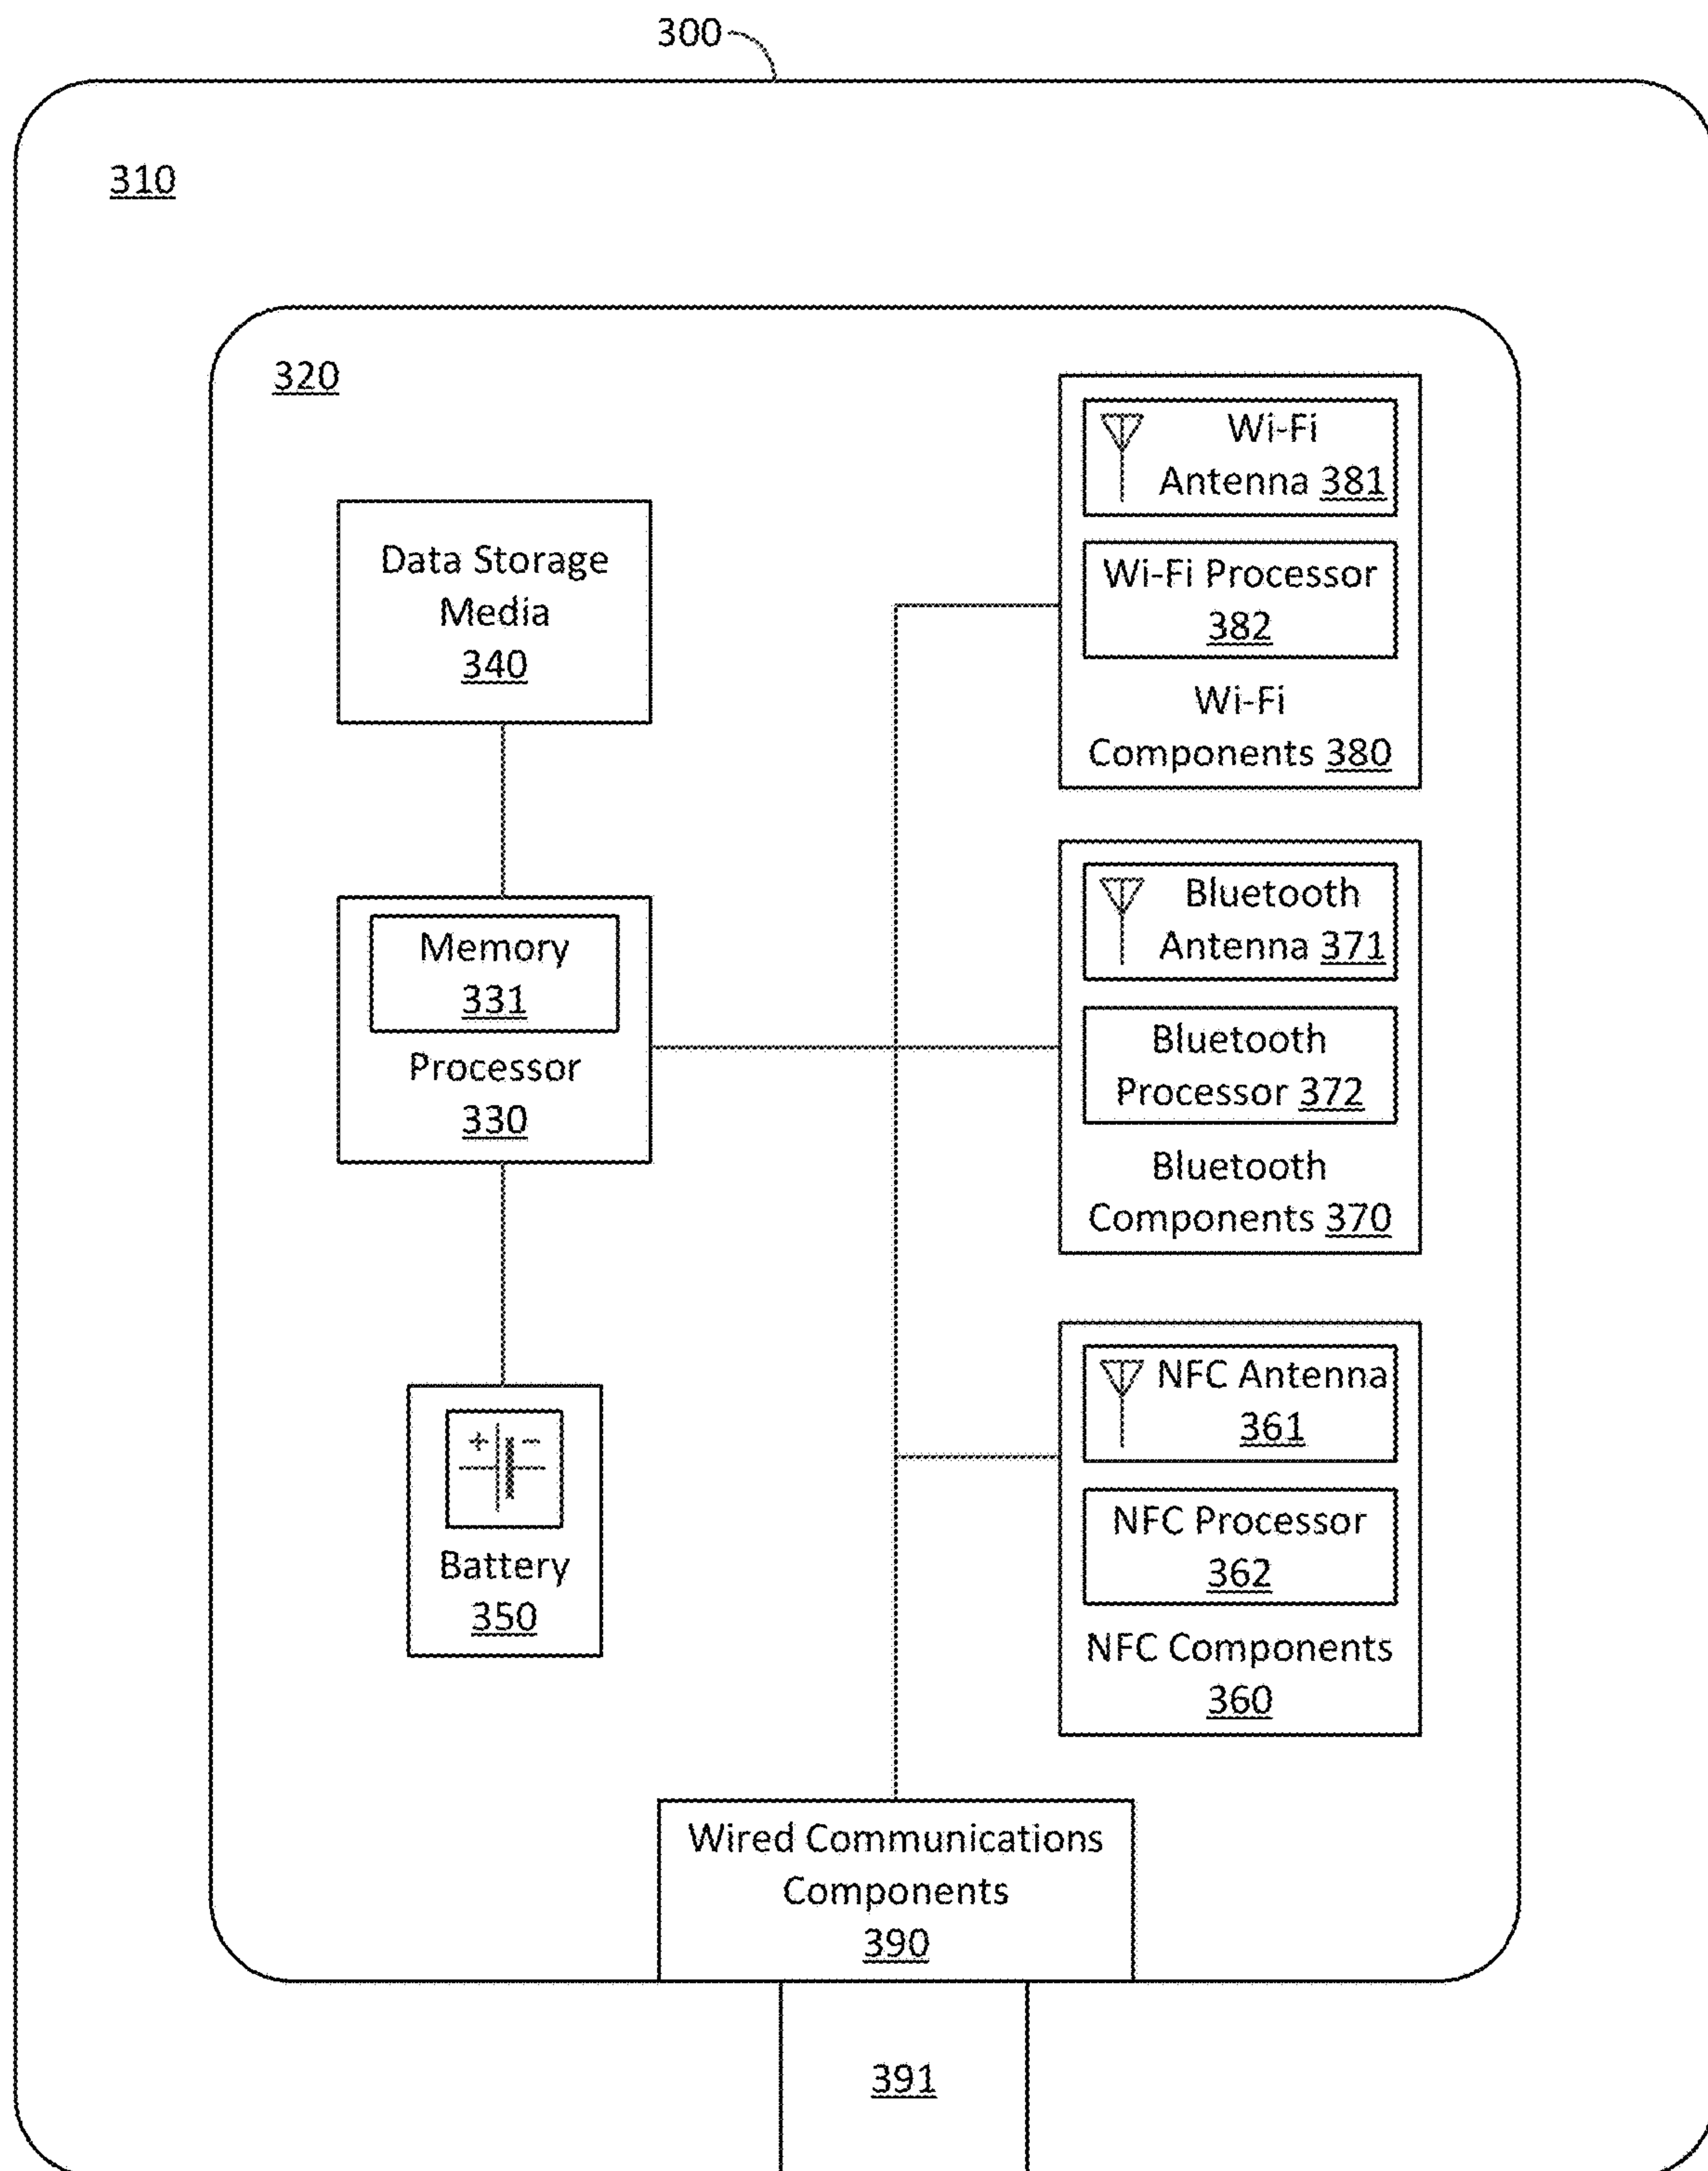 300
310
320
Data Storage
Media
340
Memory
331
Processor
330
+ -
Battery
350
Wi-Fi
Antenna 381
Wi-Fi Processor
382
Wi-Fi
Components 380
Bluetooth
Antenna 371
Bluetooth
Processor 372
Bluetooth
Components 370
NFC Antenna
361
NFC Processor
362
NFC Components
360
Wired Communications
Components
390
391